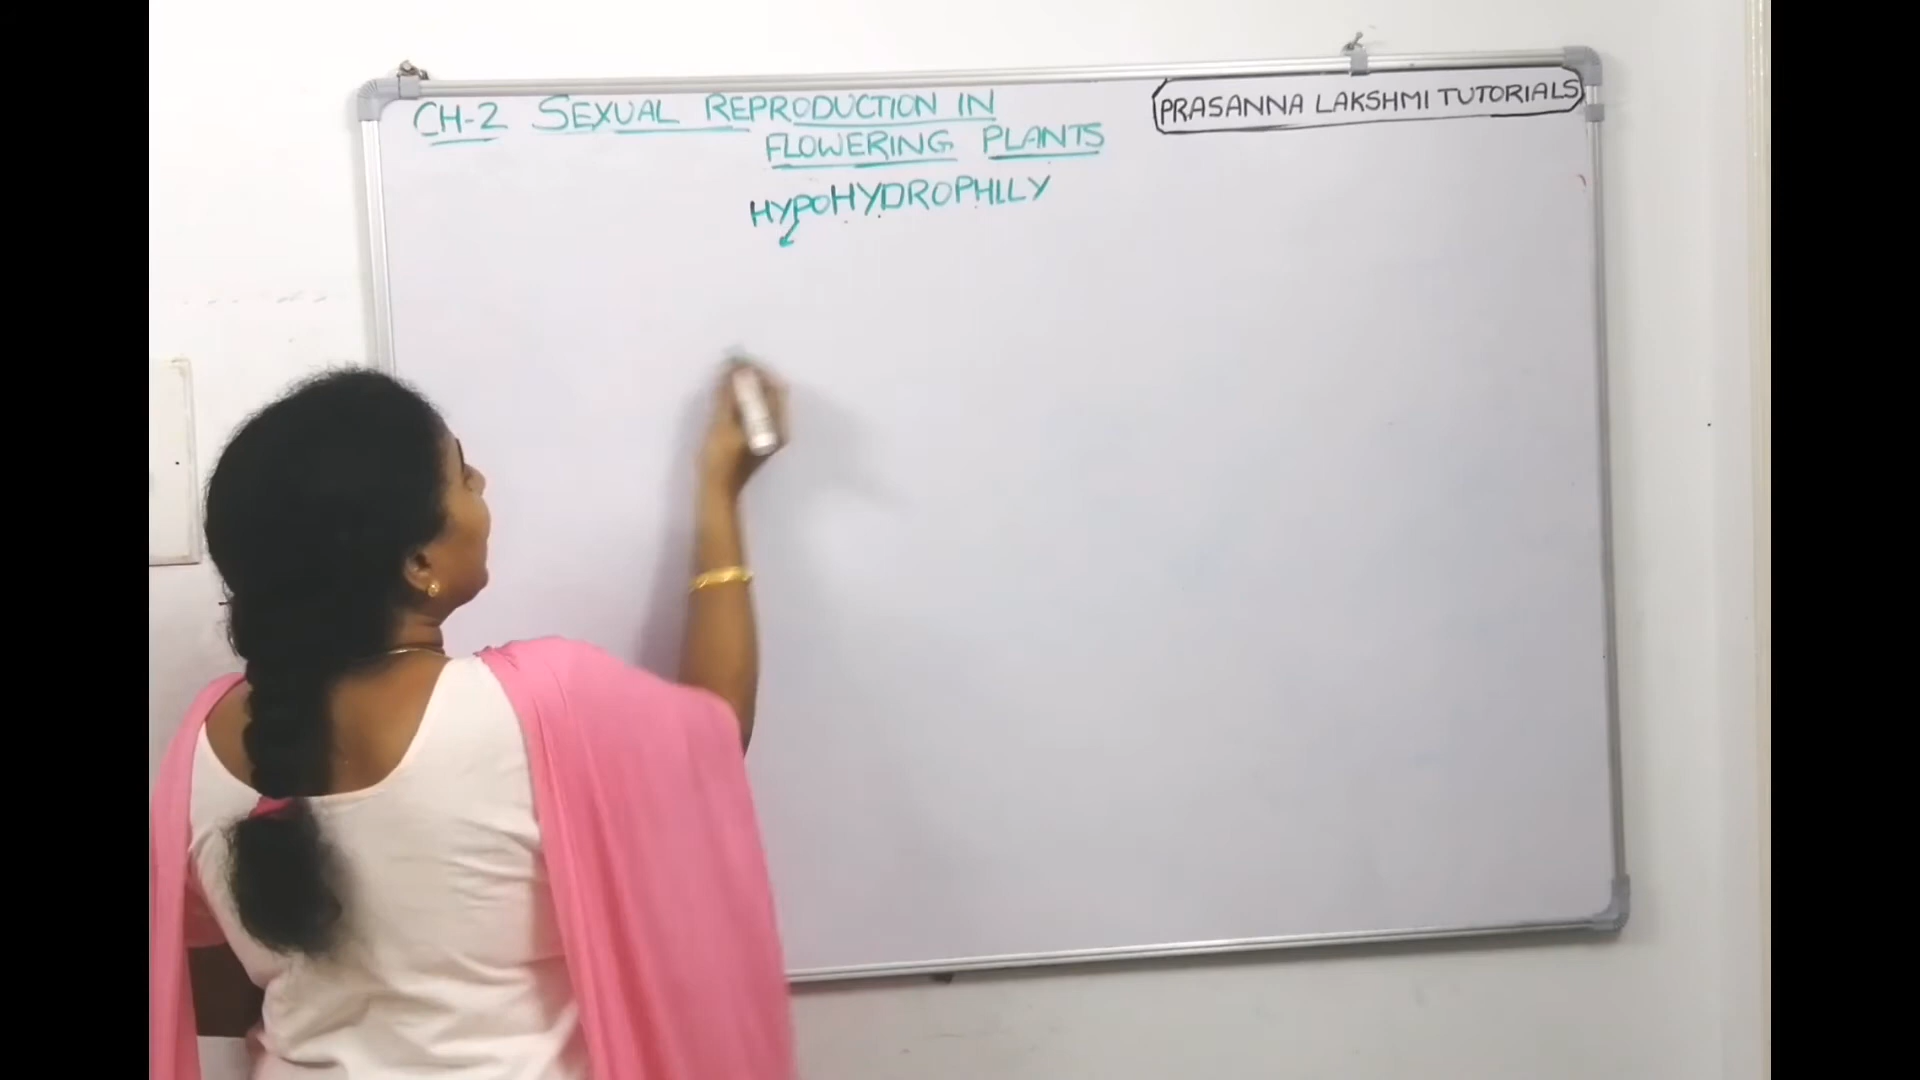 CH-2 SEXUAL REPRODUCTION IN
FLOWERING PLANTS
PRASANNA LAKSHMI TUTORIALS
HYPOHYDROPHILY